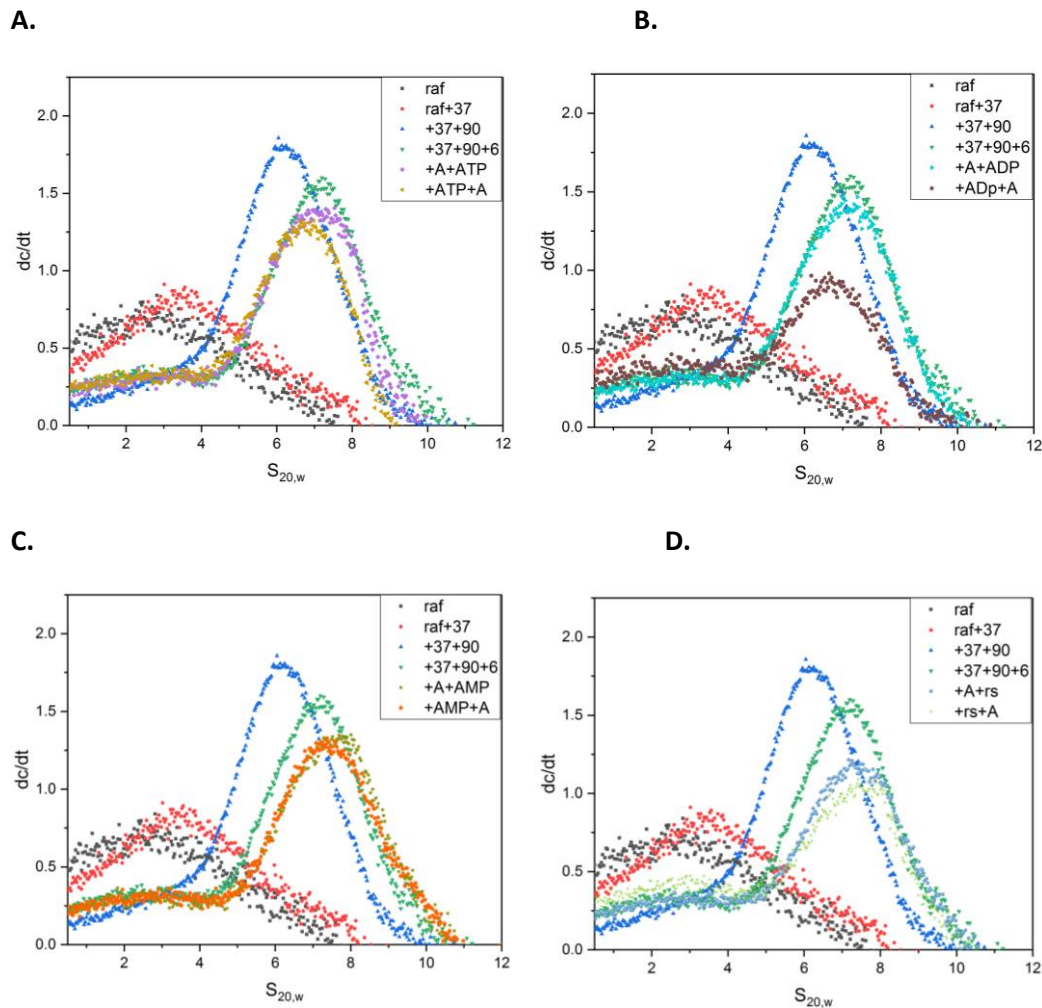 A.
B.
raf
raf+37
+37+90
+37+90+6
+A+ATP
+ATP+A
dc/dt
2.0
1.5
1.0
0.5
0.0
2 4 6 8 10 12
S20,w
raf
raf+37
+37+90
+37+90+6
+A+ADP
+ADp+A
dc/dt
2.0
1.5
1.0
0.5
0.0
2 4 6 8 10 12
S20,w
C.
D.
raf
raf+37
+37+90
+37+90+6
+A+AMP
+AMP+A
dc/dt
2.0
1.5
1.0
0.5
0.0
2 4 6 8 10 12
S20,w
raf
raf+37
+37+90
+37+90+6
+A+rs
+rs+A
dc/dt
2.0
1.5
1.0
0.5
0.0
2 4 6 8 10 12
S20,w